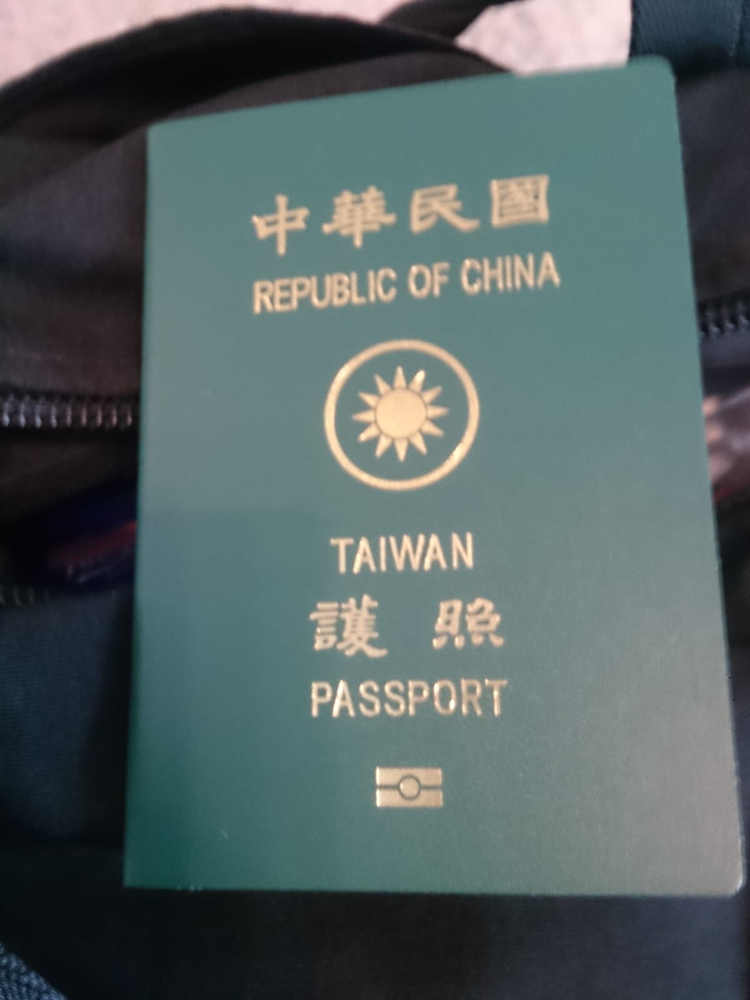 中華民國
REPUBLIC OF CHINA
TAIWAN
護照
PASSPORT